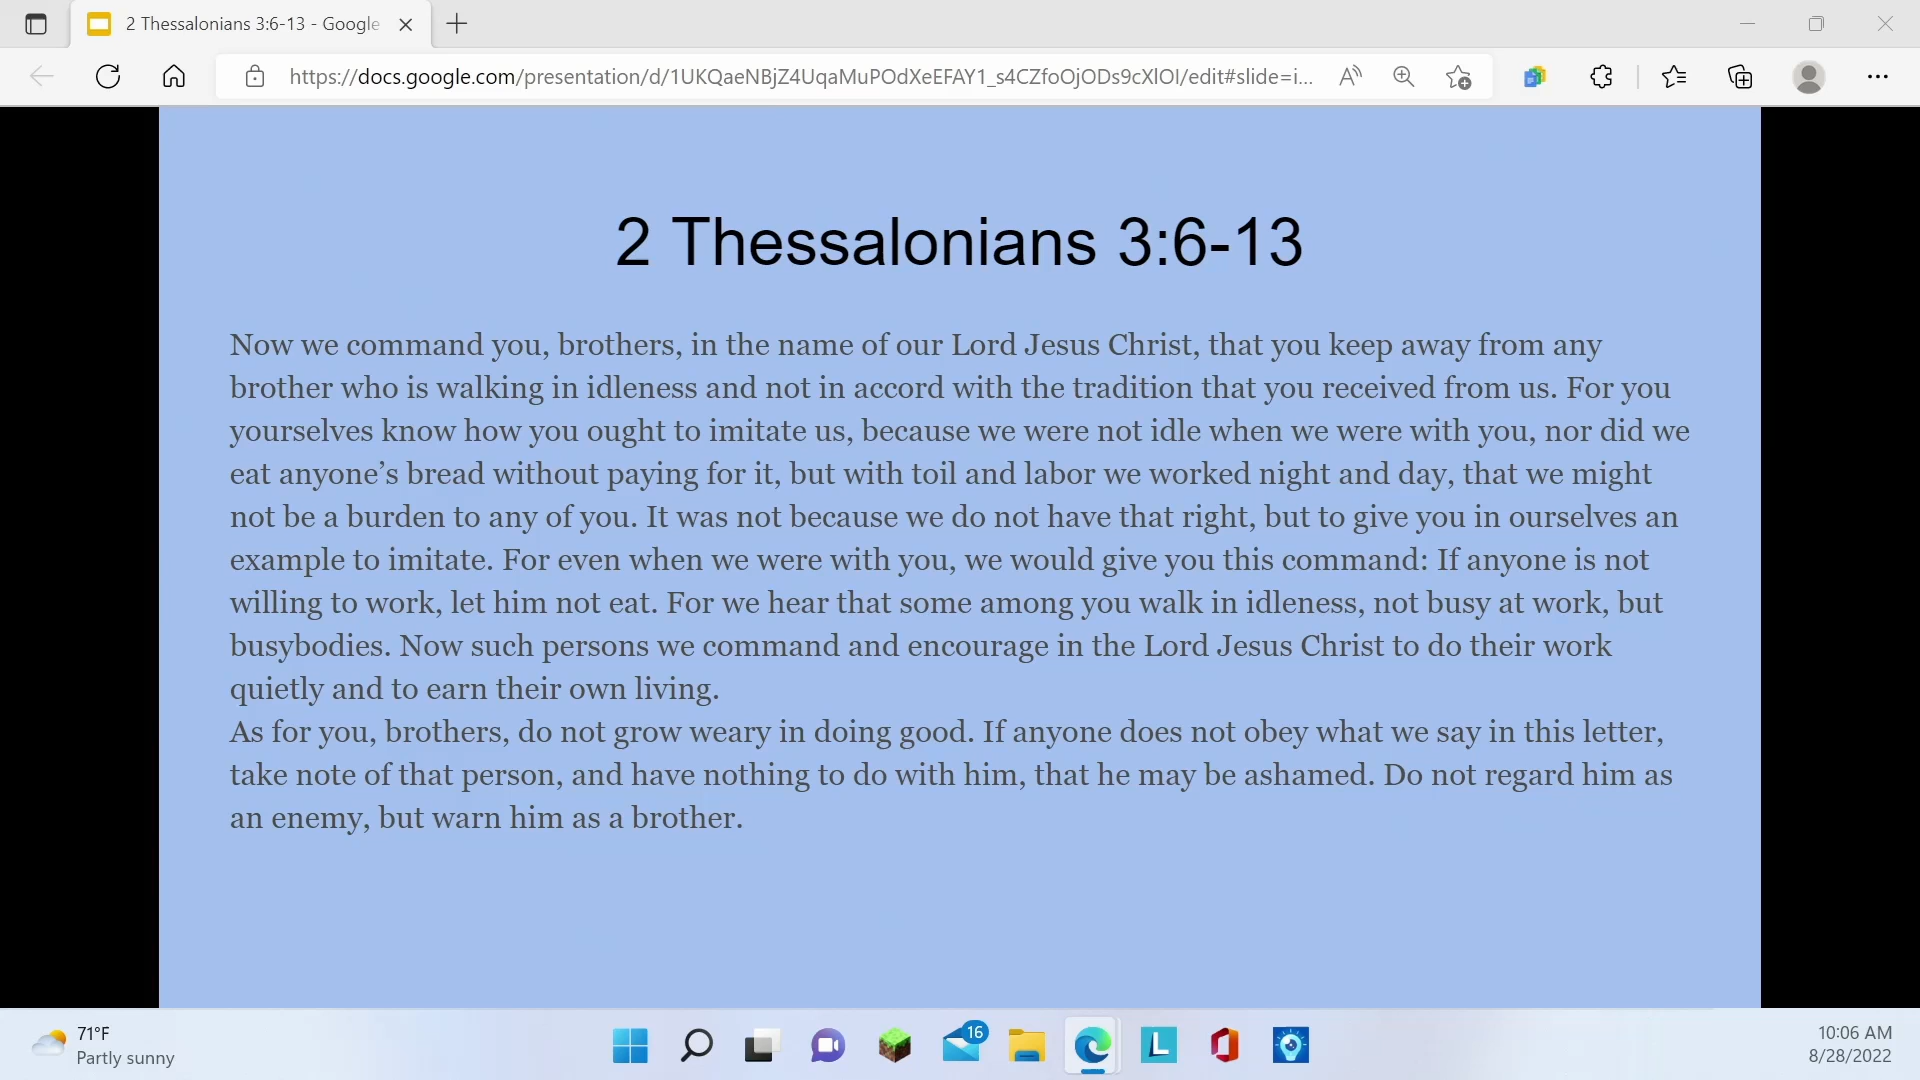 2 Thessalonians 3:6-13 - Google
https://docs.google.com/presentation/d/1UKQaeNBjZ4UqaMuPOdXeEFAY1_s4CZfoOjODs9cXlOI/edit#slide=i...
2 Thessalonians 3:6-13
Now we command you, brothers, in the name of our Lord Jesus Christ, that you keep away from any
brother who is walking in idleness and not in accord with the tradition that you received from us. For you
yourselves know how you ought to imitate us, because we were not idle when we were with you, nor did we
eat anyone’s bread without paying for it, but with toil and labor we worked night and day, that we might
not be a burden to any of you. It was not because we do not have that right, but to give you in ourselves an
example to imitate. For even when we were with you, we would give you this command: If anyone is not
willing to work, let him not eat. For we hear that some among you walk in idleness, not busy at work, but
busybodies. Now such persons we command and encourage in the Lord Jesus Christ to do their work
quietly and to earn their own living.
As for you, brothers, do not grow weary in doing good. If anyone does not obey what we say in this letter,
take note of that person, and have nothing to do with him, that he may be ashamed. Do not regard him as
an enemy, but warn him as a brother.
71°F
Partly sunny
16
L
10:06 AM
8/28/2022